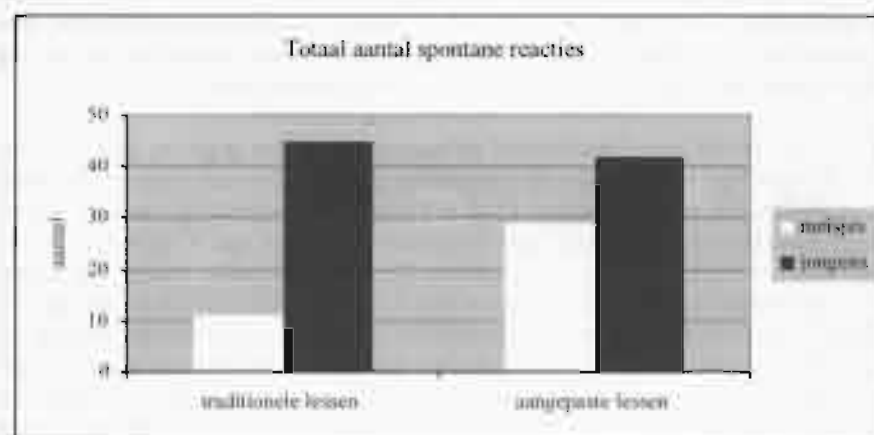 Totaal aantal spontane reacties
50
40
30
20
10
0
aantal
traditionele lessen
aangepaste lessen
meisjes
jongens